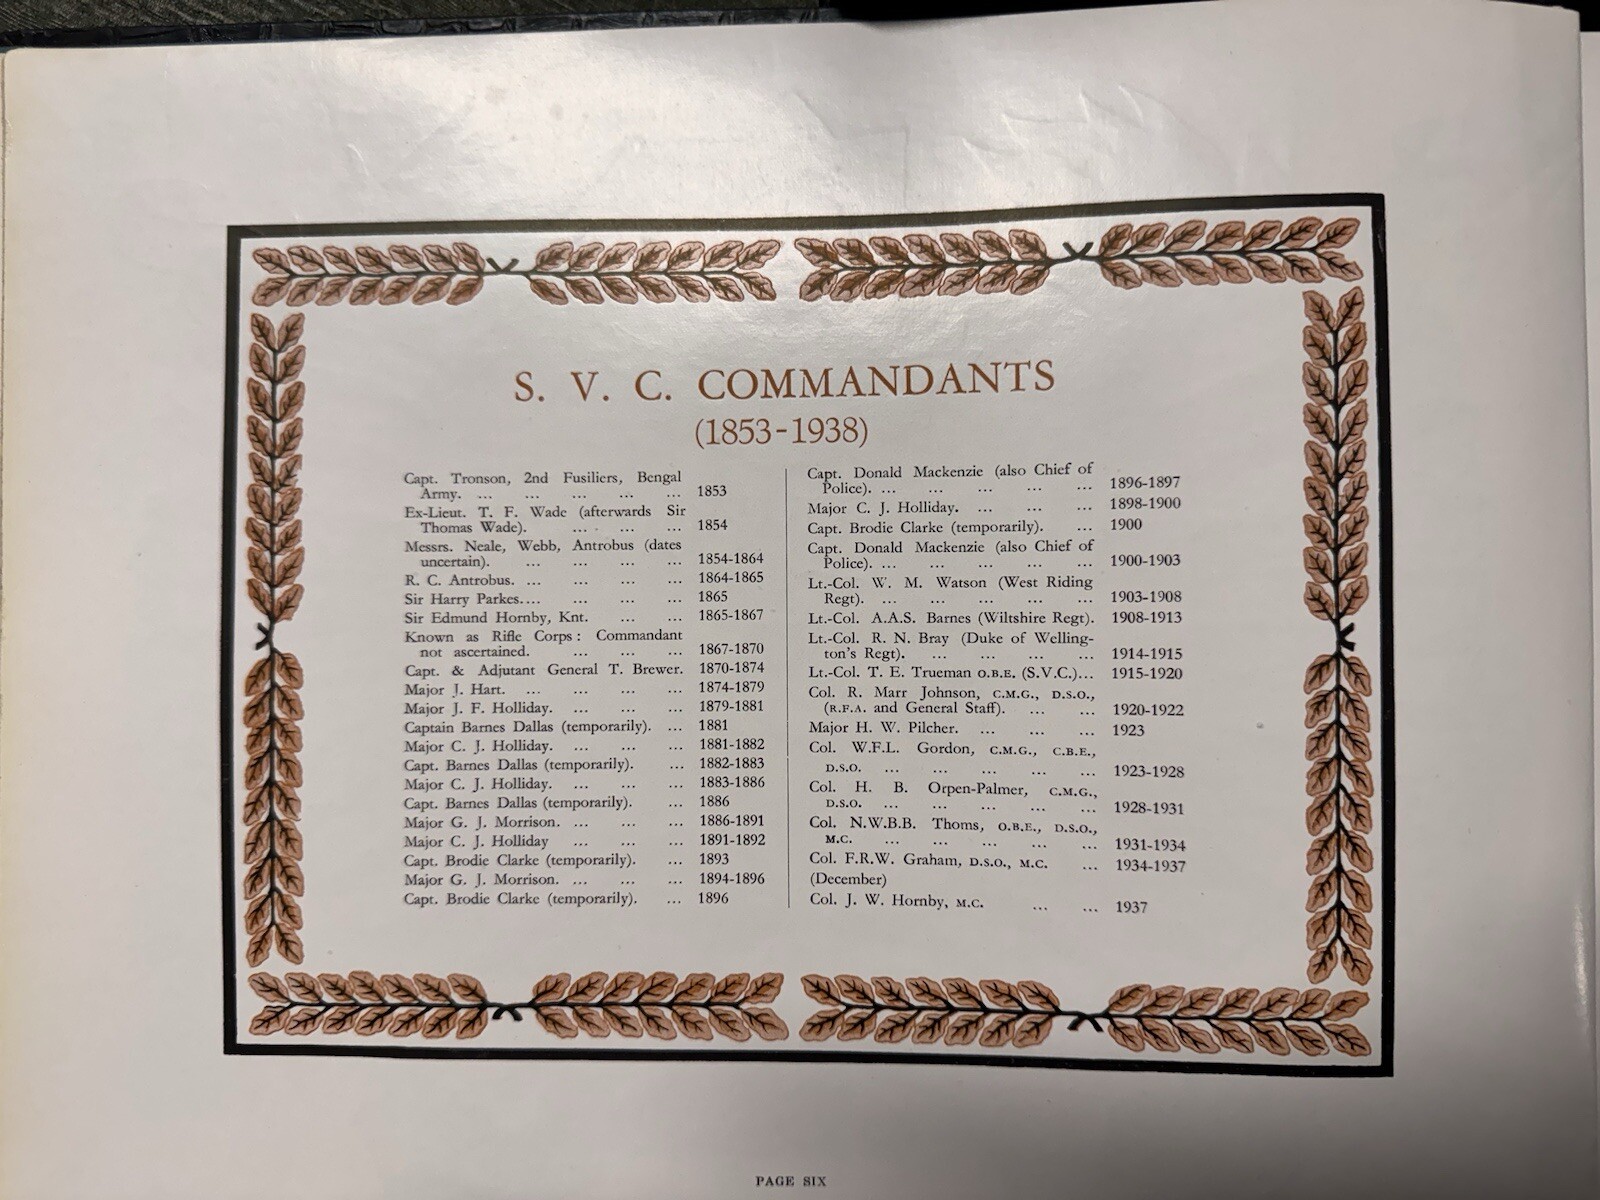 S. V. C. COMMANDANTS
(1853-1938)
Capt. Tronson, 2nd Fusiliers, Bengal
Army. ... ... ... ... ... 1853
Ex-Lieut. T. F. Wade (afterwards Sir
Thomas Wade). ... ... ... 1854
Messrs. Neale, Webb, Antrobus (dates
uncertain). ... ... ... ... 1854-1864
R. C. Antrobus. ... ... ... ... 1864-1865
Sir Harry Parkes.... ... ... ... 1865
Sir Edmund Hornby, Knt. ... ... 1865-1867
Known as Rifle Corps: Commandant
not ascertained. ... ... ... 1867-1870
Capt. & Adjutant General T. Brewer. 1870-1874
Major J. Hart. ... ... ... ... 1874-1879
Major J. F. Holliday. ... ... ... 1879-1881
Captain Barnes Dallas (temporarily). ... 1881
Major C. J. Holliday. ... ... ... 1881-1882
Capt. Barnes Dallas (temporarily). ... 1882-1883
Major C. J. Holliday. ... ... ... 1883-1886
Capt. Barnes Dallas (temporarily). ... 1886
Major G. J. Morrison. ... ... ... 1886-1891
Major C. J. Holliday ... ... ... 1891-1892
Capt. Brodie Clarke (temporarily). ... 1893
Major G. J. Morrison. ... ... ... 1894-1896
Capt. Brodie Clarke (temporarily). ... 1896
Capt. Donald Mackenzie (also Chief of
Police). ... ... ... ... ... 1896-1897
Major C. J. Holliday. ... ... ... 1898-1900
Capt. Brodie Clarke (temporarily). ... 1900
Capt. Donald Mackenzie (also Chief of
Police). ... ... ... ... ... 1900-1903
Lt.-Col. W. M. Watson (West Riding
Regt). ... ... ... ... ... 1903-1908
Lt.-Col. A.A.S. Barnes (Wiltshire Regt). 1908-1913
Lt.-Col. R. N. Bray (Duke of Welling-
ton's Regt). ... ... ... ... 1914-1915
Lt.-Col. T. E. Trueman O.B.E. (S.V.C.)... 1915-1920
Col. R. Marr Johnson, C.M.G., D.S.O.,
(R.F.A. and General Staff). ... ... 1920-1922
Major H. W. Pilcher. ... ... ... 1923
Col. W.F.L. Gordon, C.M.G., C.B.E.,
D.S.O. ... ... ... ... ... 1923-1928
Col. H. B. Orpen-Palmer, C.M.G.,
D.S.O. ... ... ... ... ... 1928-1931
Col. N.W.B.B. Thoms, O.B.E., D.S.O.,
M.C. ... ... ... ... ... 1931-1934
Col. F.R.W. Graham, D.S.O., M.C. ... 1934-1937
(December)
Col. J. W. Hornby, M.C. ... ... 1937
PAGE SIX